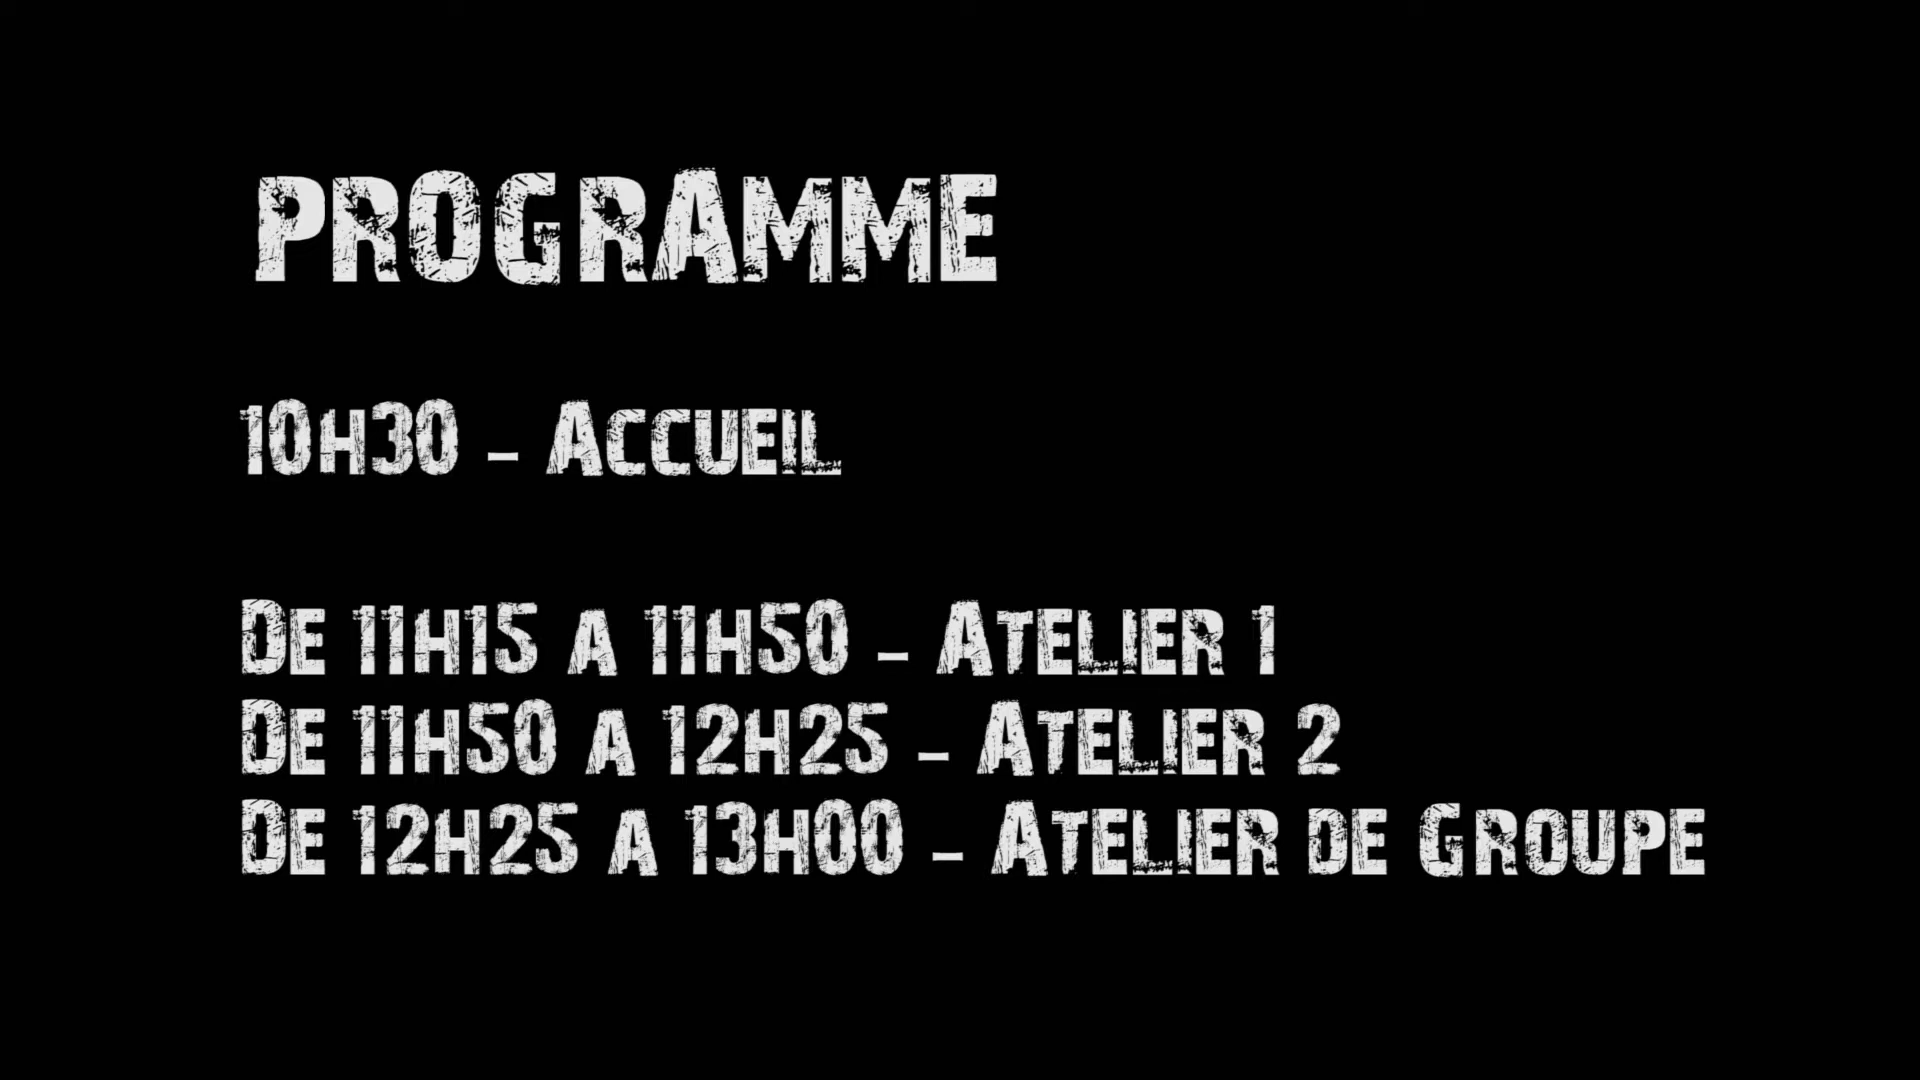 PROGRAMME
10H30 - ACCUEIL
DE 11H15 A 11H50 - ATELIER 1
DE 11H50 A 12H25 - ATELIER 2
DE 12H25 A 13H00 - ATELIER DE GROUPE